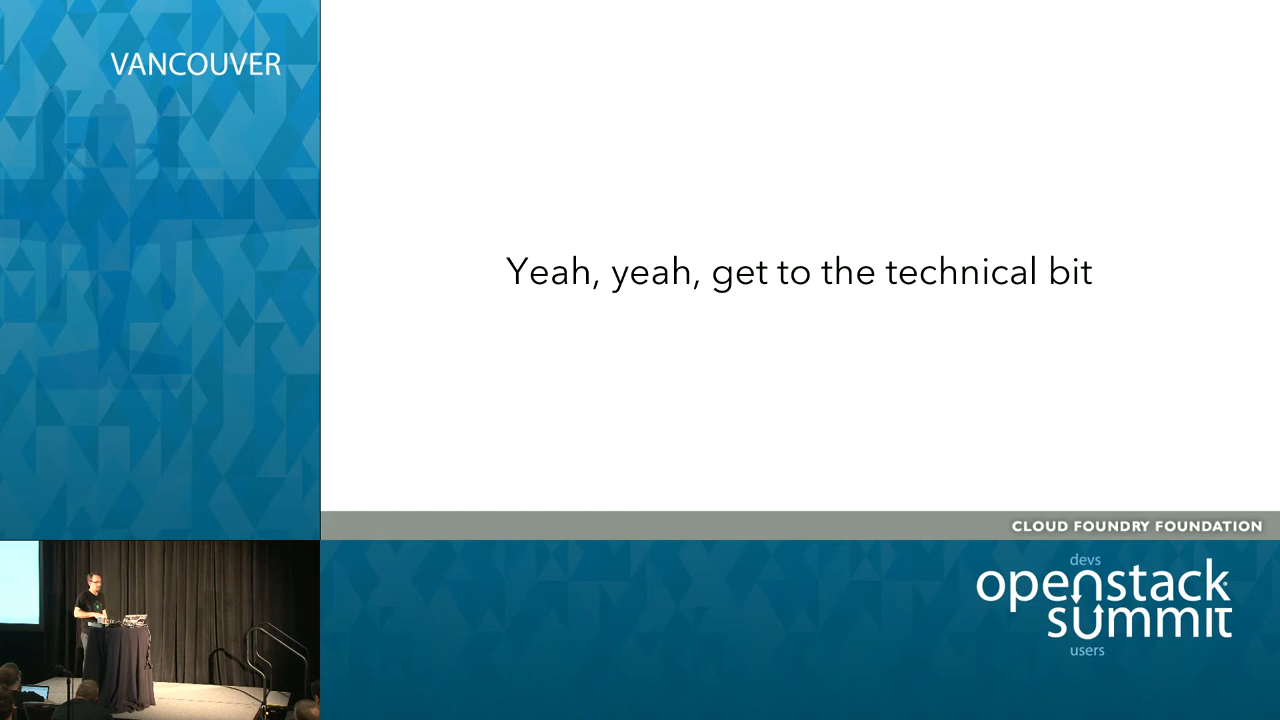 VANCOUVER
Yeah, yeah, get to the technical bit
CLOUD FOUNDRY FOUNDATION
devs
openstack
summit
users